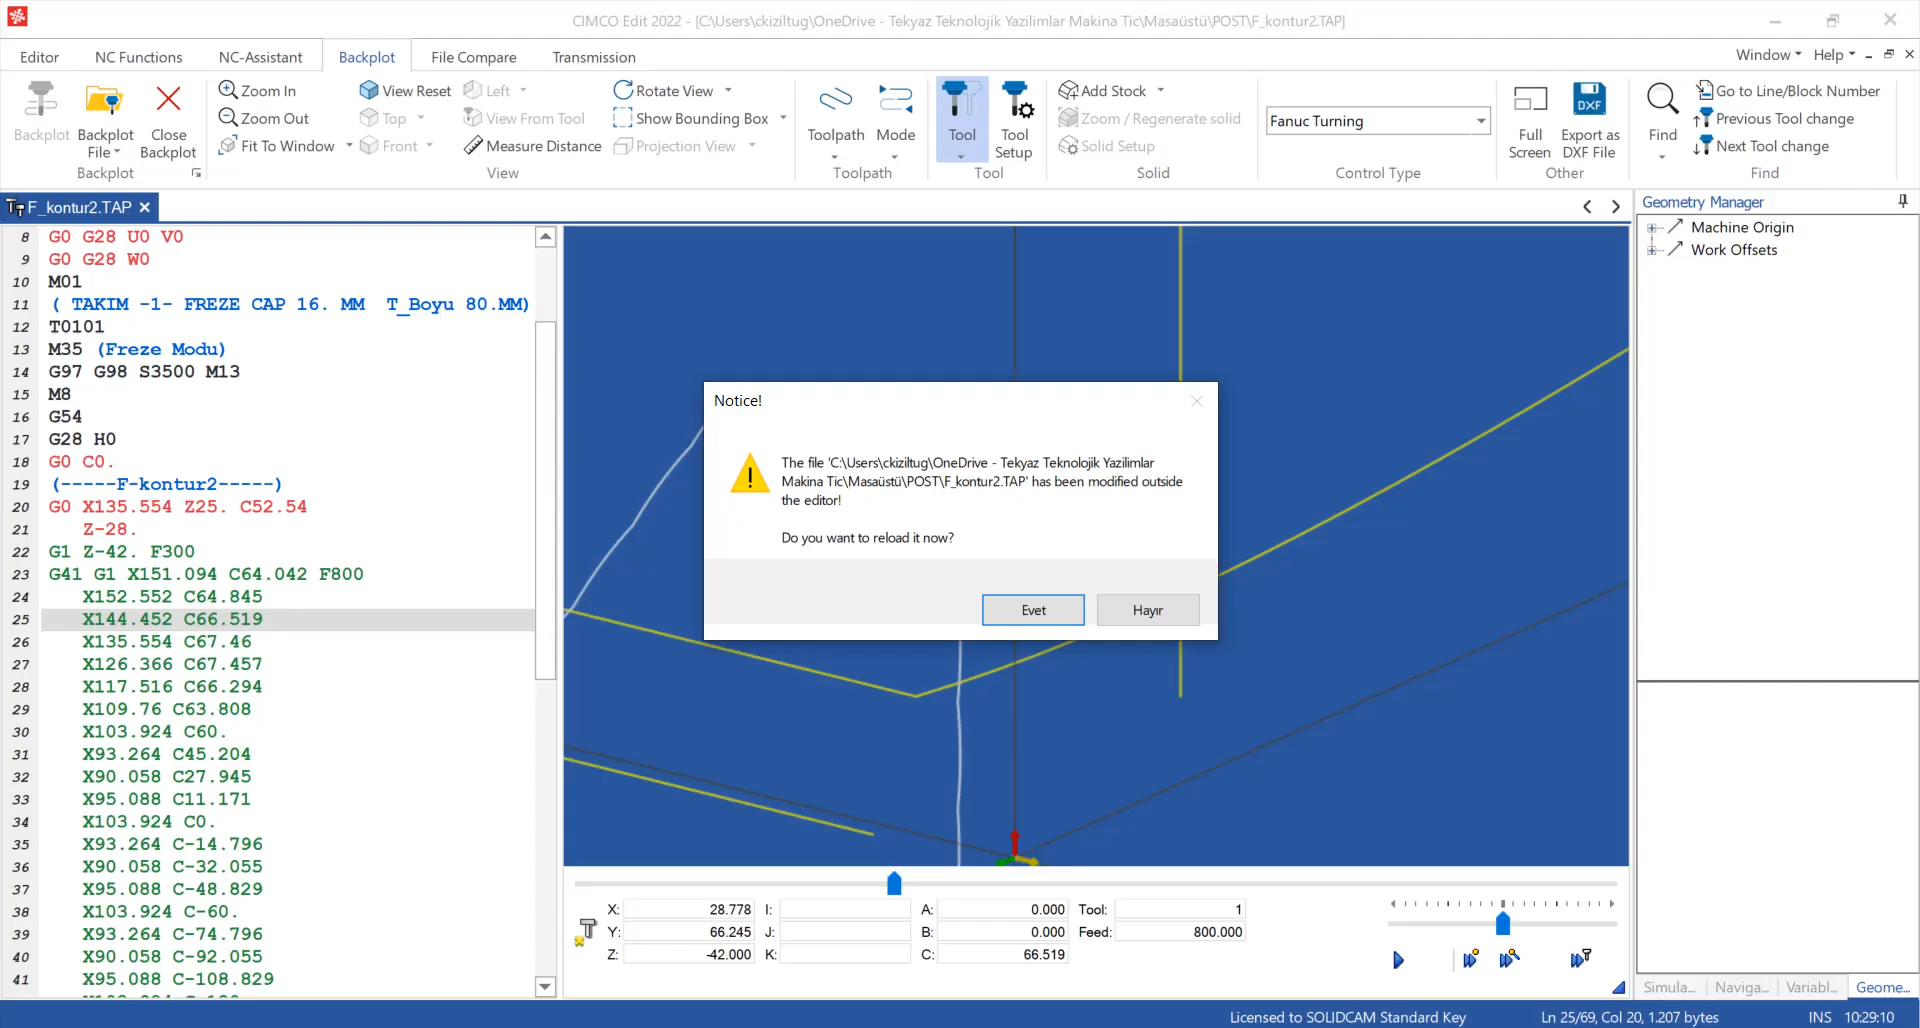 CIMCO Edit 2022 - [C:\Users\ckiziltug\OneDrive - Tekyaz Teknolojik Yazilimlar Makina Tic\Masaüstü\POST\F_kontur2.TAP]
Editor NC Functions NC-Assistant Backplot File Compare Transmission Window Help
Backplot
Backplot File
Close Backplot
Backplot
Zoom In
Zoom Out
Fit To Window
View Reset
Top
Front
Left
View From Tool
Measure Distance
Rotate View
Show Bounding Box
Projection View
View
Toolpath
Mode
Toolpath
Tool
Tool Setup
Tool
Add Stock
Zoom / Regenerate solid
Solid Setup
Solid
Fanuc Turning
Control Type
Full Screen
DXF
Export as DXF File
Other
Find
Go to Line/Block Number
Previous Tool change
Next Tool change
Find
F_kontur2.TAP
8 G0 G28 U0 V0
9 G0 G28 W0
10 M01
11 ( TAKIM -1- FREZE CAP 16. MM T_Boyu 80.MM)
12 T0101
13 M35 (Freze Modu)
14 G97 G98 S3500 M13
15 M8
16 G54
17 G28 H0
18 G0 C0.
19 (-----F-kontur2-----)
20 G0 X135.554 Z25. C52.54
21 Z-28.
22 G1 Z-42. F300
23 G41 G1 X151.094 C64.042 F800
24 X152.552 C64.845
25 X144.452 C66.519
26 X135.554 C67.46
27 X126.366 C67.457
28 X117.516 C66.294
29 X109.76 C63.808
30 X103.924 C60.
31 X93.264 C45.204
32 X90.058 C27.945
33 X95.088 C11.171
34 X103.924 C0.
35 X93.264 C-14.796
36 X90.058 C-32.055
37 X95.088 C-48.829
38 X103.924 C-60.
39 X93.264 C-74.796
40 X90.058 C-92.055
41 X95.088 C-108.829
Notice!
The file 'C:\Users\ckiziltug\OneDrive - Tekyaz Teknolojik Yazilimlar
Makina Tic\Masaüstü\POST\F_kontur2.TAP' has been modified outside
the editor!
Do you want to reload it now?
Evet Hayır
X: 28.778 I: A: 0.000 Tool: 1
Y: 66.245 J: B: 0.000 Feed: 800.000
Z: -42.000 K: C: 66.519
Geometry Manager
Machine Origin
Work Offsets
Simula... Naviga... Variabl... Geome...
Licensed to SOLIDCAM Standard Key Ln 25/69, Col 20, 1.207 bytes INS 10:29:10